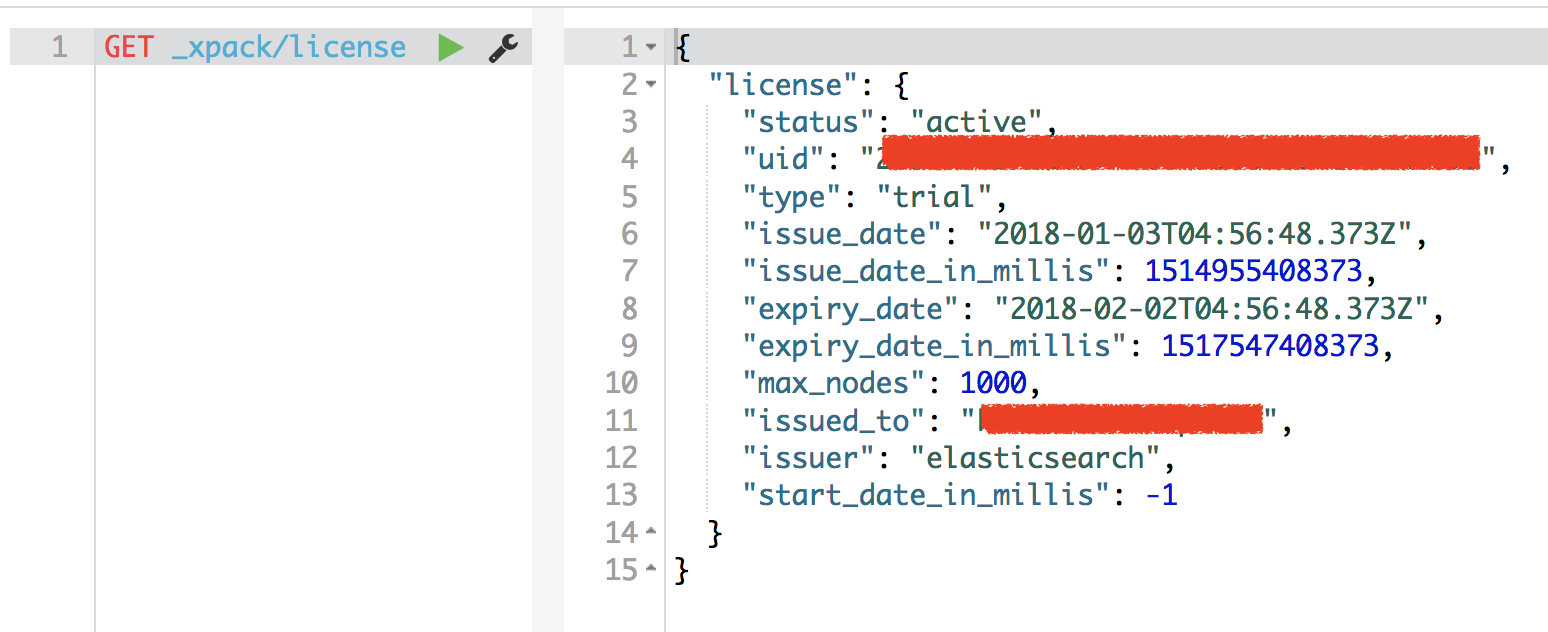 1 GET _xpack/license
1 {
2 "license": {
3 "status": "active",
4 "uid": "2 ",
5 "type": "trial",
6 "issue_date": "2018-01-03T04:56:48.373Z",
7 "issue_date_in_millis": 1514955408373,
8 "expiry_date": "2018-02-02T04:56:48.373Z",
9 "expiry_date_in_millis": 1517547408373,
10 "max_nodes": 1000,
11 "issued_to": " ",
12 "issuer": "elasticsearch",
13 "start_date_in_millis": -1
14 }
15 }